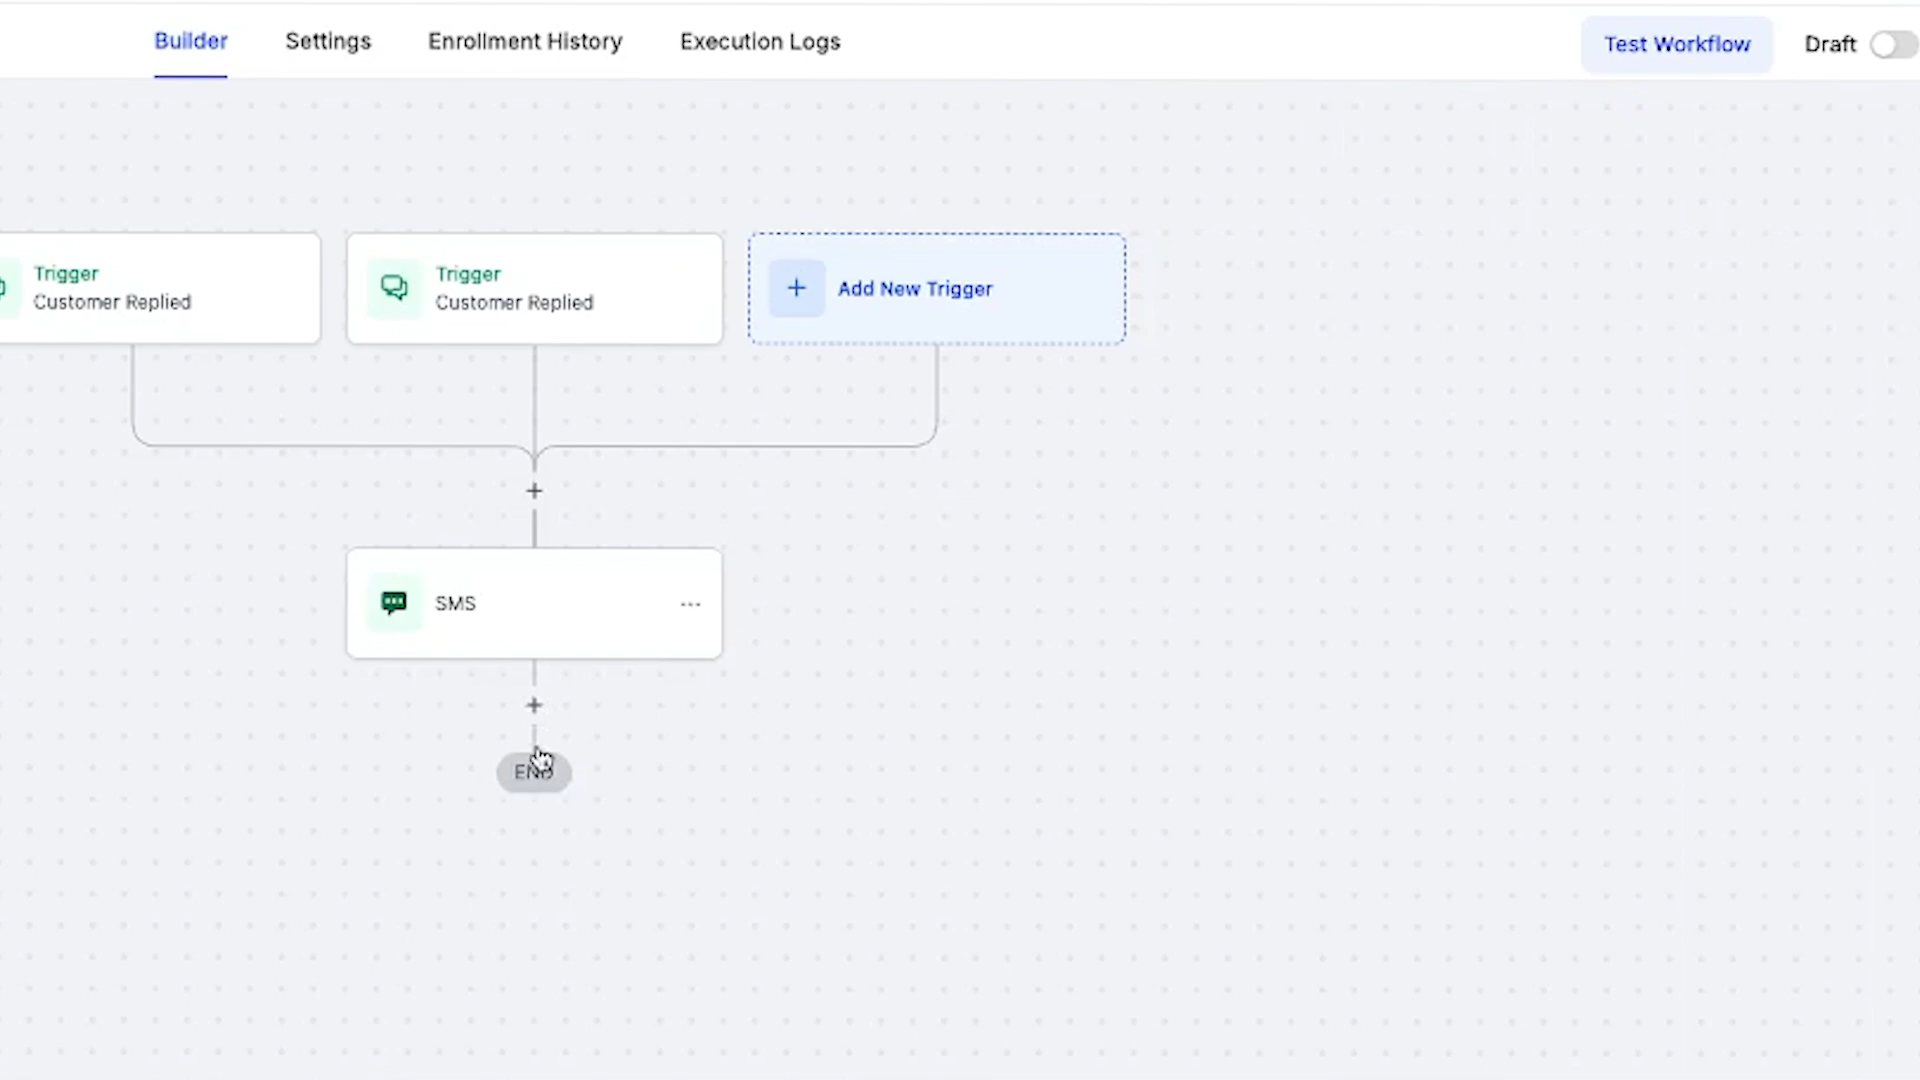 Builder
Settings
Enrollment History
Execution Logs
Test Workflow
Draft
Trigger
Customer Replied
Trigger
Customer Replied
Add New Trigger
SMS
END